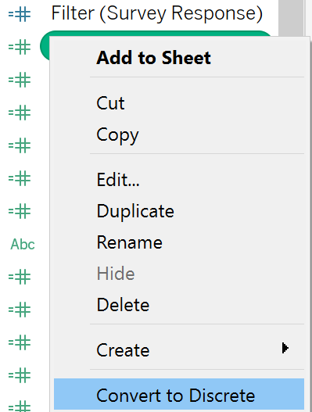 Filter (Survey Response)
Add to Sheet
Cut
Copy
Edit...
Duplicate
Rename
Abc
Hide
Delete
Create
Convert to Discrete